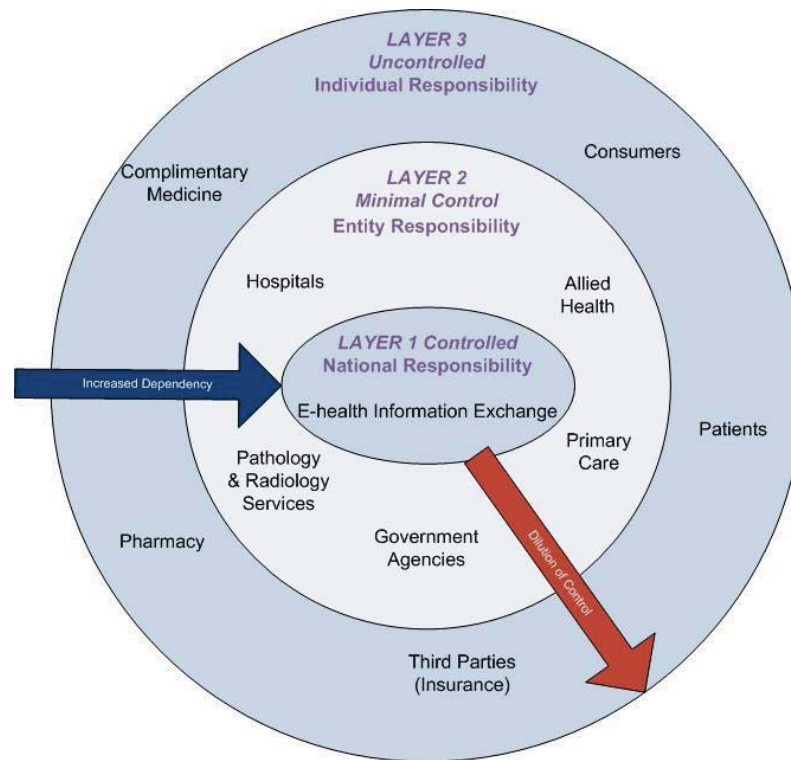 LAYER 3
Uncontrolled
Individual Responsibility
Consumers
Complimentary
Medicine
LAYER 2
Minimal Control
Entity Responsibility
Hospitals
Allied
Health
LAYER 1 Controlled
National Responsibility
Increased Dependency
E-health Information Exchange
Primary
Care
Patients
Pathology
& Radiology
Services
Pharmacy
Government
Agencies
Dilution of Control
Third Parties
(Insurance)